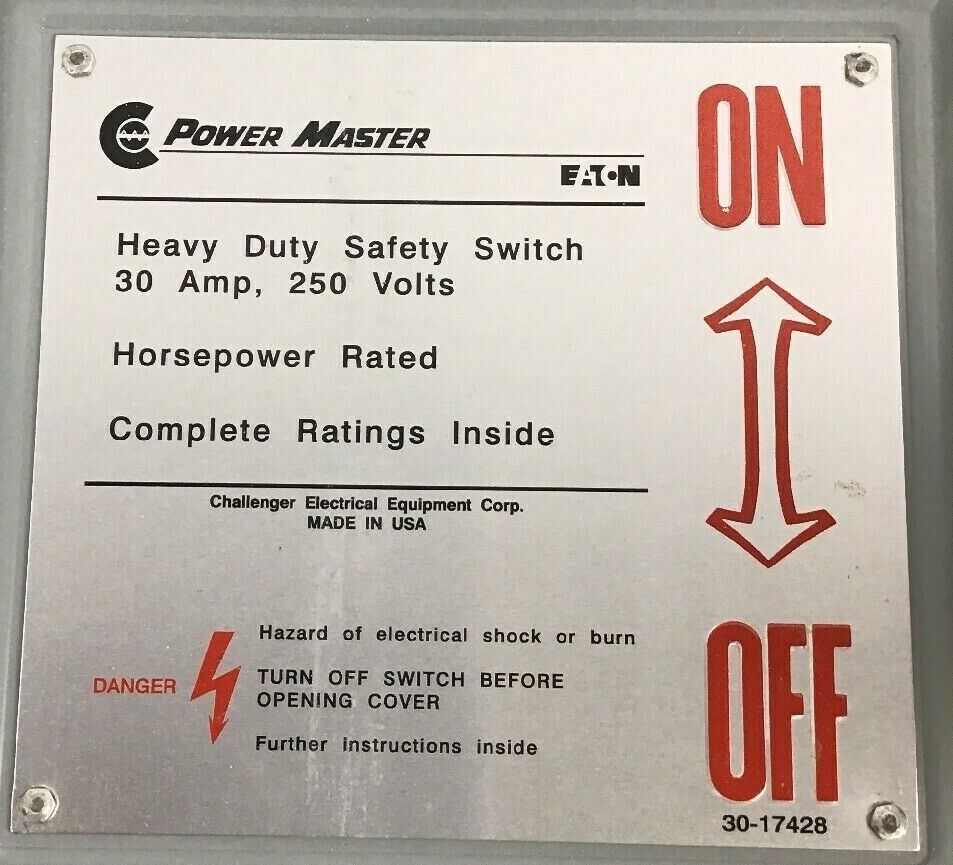 POWER MASTER
EATON
Heavy Duty Safety Switch
30 Amp, 250 Volts
Horsepower Rated
Complete Ratings Inside
Challenger Electrical Equipment Corp.
MADE IN USA
DANGER
Hazard of electrical shock or burn
TURN OFF SWITCH BEFORE
OPENING COVER
Further instructions inside
ON
OFF
30-17428